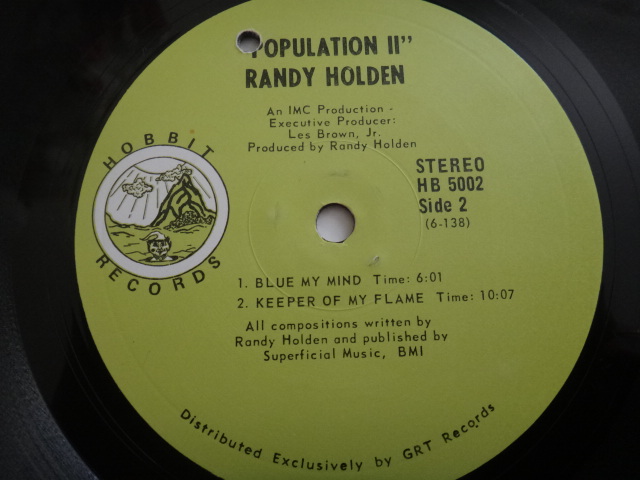 "POPULATION II"
RANDY HOLDEN
An IMC Production -
Executive Producer:
Les Brown, Jr.
Produced by Randy Holden
HOBBIT
RECORDS
STEREO
HB 5002
Side 2
(6-138)
1. BLUE MY MIND Time: 6:01
2. KEEPER OF MY FLAME Time: 10:07
All compositions written by
Randy Holden and published by
Superficial Music, BMI
Distributed Exclusively by GRT Records